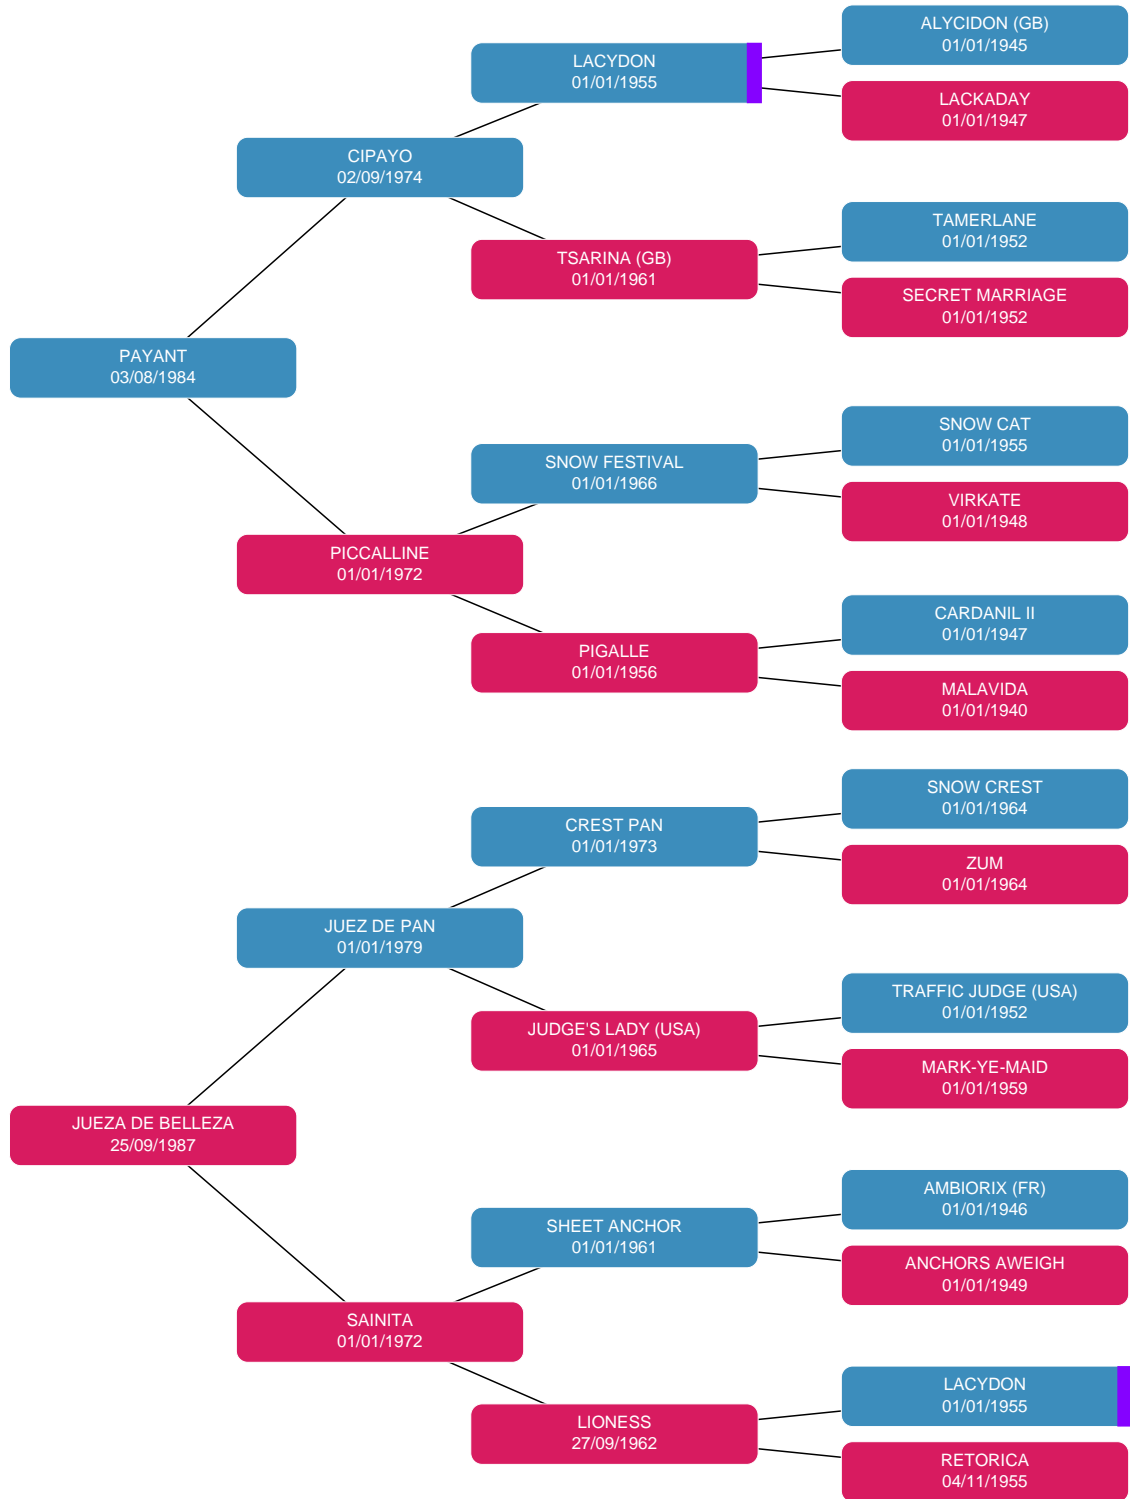 ALYCIDON (GB)
01/01/1945
LACYDON
01/01/1955
LACKADAY
01/01/1947
CIPAYO
02/09/1974
TAMERLANE
01/01/1952
TSARINA (GB)
01/01/1961
SECRET MARRIAGE
01/01/1952
PAYANT
03/08/1984
SNOW CAT
01/01/1955
SNOW FESTIVAL
01/01/1966
VIRKATE
01/01/1948
PICCALLINE
01/01/1972
CARDANIL II
01/01/1947
PIGALLE
01/01/1956
MALAVIDA
01/01/1940
SNOW CREST
01/01/1964
CREST PAN
01/01/1973
ZUM
01/01/1964
JUEZ DE PAN
01/01/1979
TRAFFIC JUDGE (USA)
01/01/1952
JUDGE'S LADY (USA)
01/01/1965
MARK-YE-MAID
01/01/1959
JUEZA DE BELLEZA
25/09/1987
AMBIORIX (FR)
01/01/1946
SHEET ANCHOR
01/01/1961
ANCHORS AWEIGH
01/01/1949
SAINITA
01/01/1972
LACYDON
01/01/1955
LIONESS
27/09/1962
RETORICA
04/11/1955